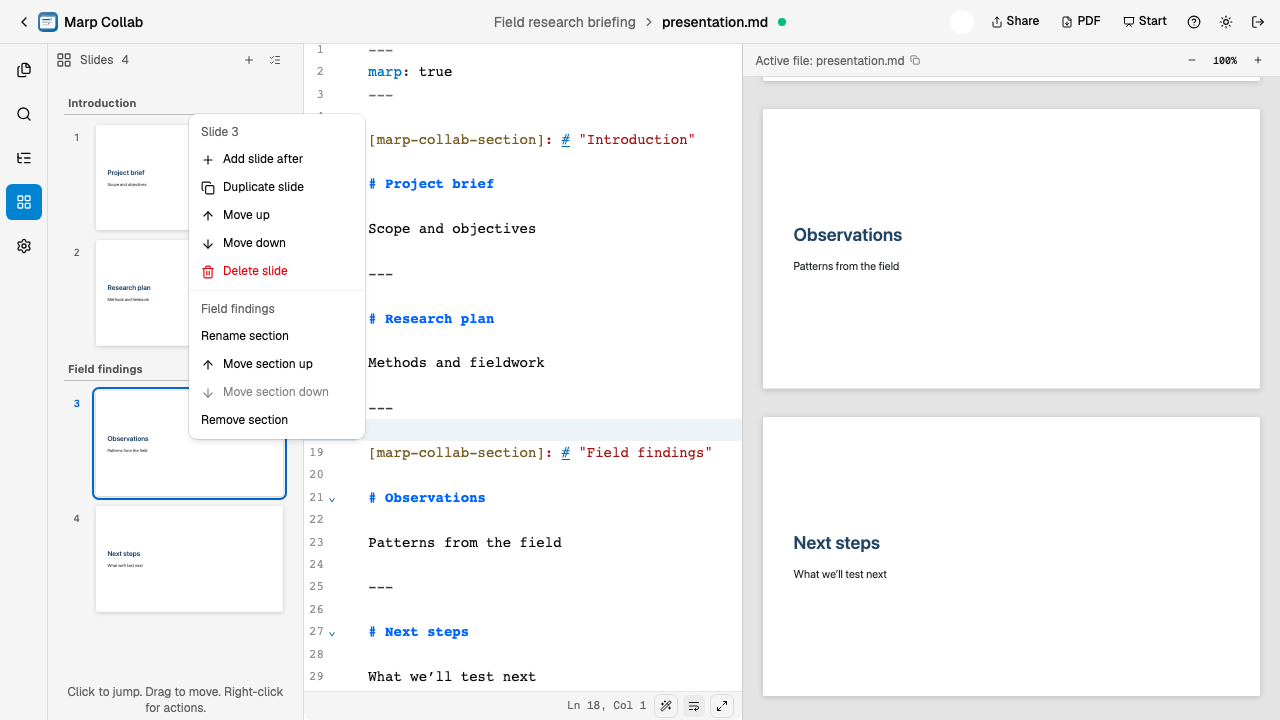 Marp Collab
Field research briefing > presentation.md
Share
PDF
Start
Slides 4
Introduction
1
Project brief
Scope and objectives
2
Research plan
Methods and fieldwork
Field findings
3
Observations
Patterns from the field
4
Next steps
What we'll test next
Click to jump. Drag to move. Right-click
for actions.
Slide 3
Add slide after
Duplicate slide
Move up
Move down
Delete slide
Field findings
Rename section
Move section up
Move section down
Remove section
1 ---
2 marp: true
3 ---
[marp-collab-section]: # "Introduction"
# Project brief
Scope and objectives
---
# Research plan
Methods and fieldwork
---
19 [marp-collab-section]: # "Field findings"
20
21 # Observations
22
23 Patterns from the field
24
25 ---
26
27 # Next steps
28
29 What we’ll test next
Ln 18, Col 1
Active file: presentation.md
− 100% +
Observations
Patterns from the field
Next steps
What we’ll test next